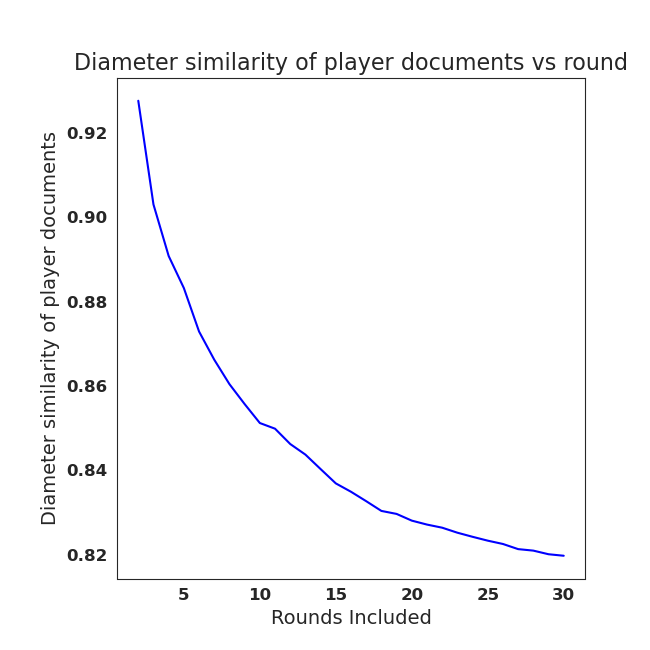 Diameter similarity of player documents vs round
Diameter similarity of player documents
0.92
0.90
0.88
0.86
0.84
0.82
5 10 15 20 25 30
Rounds Included